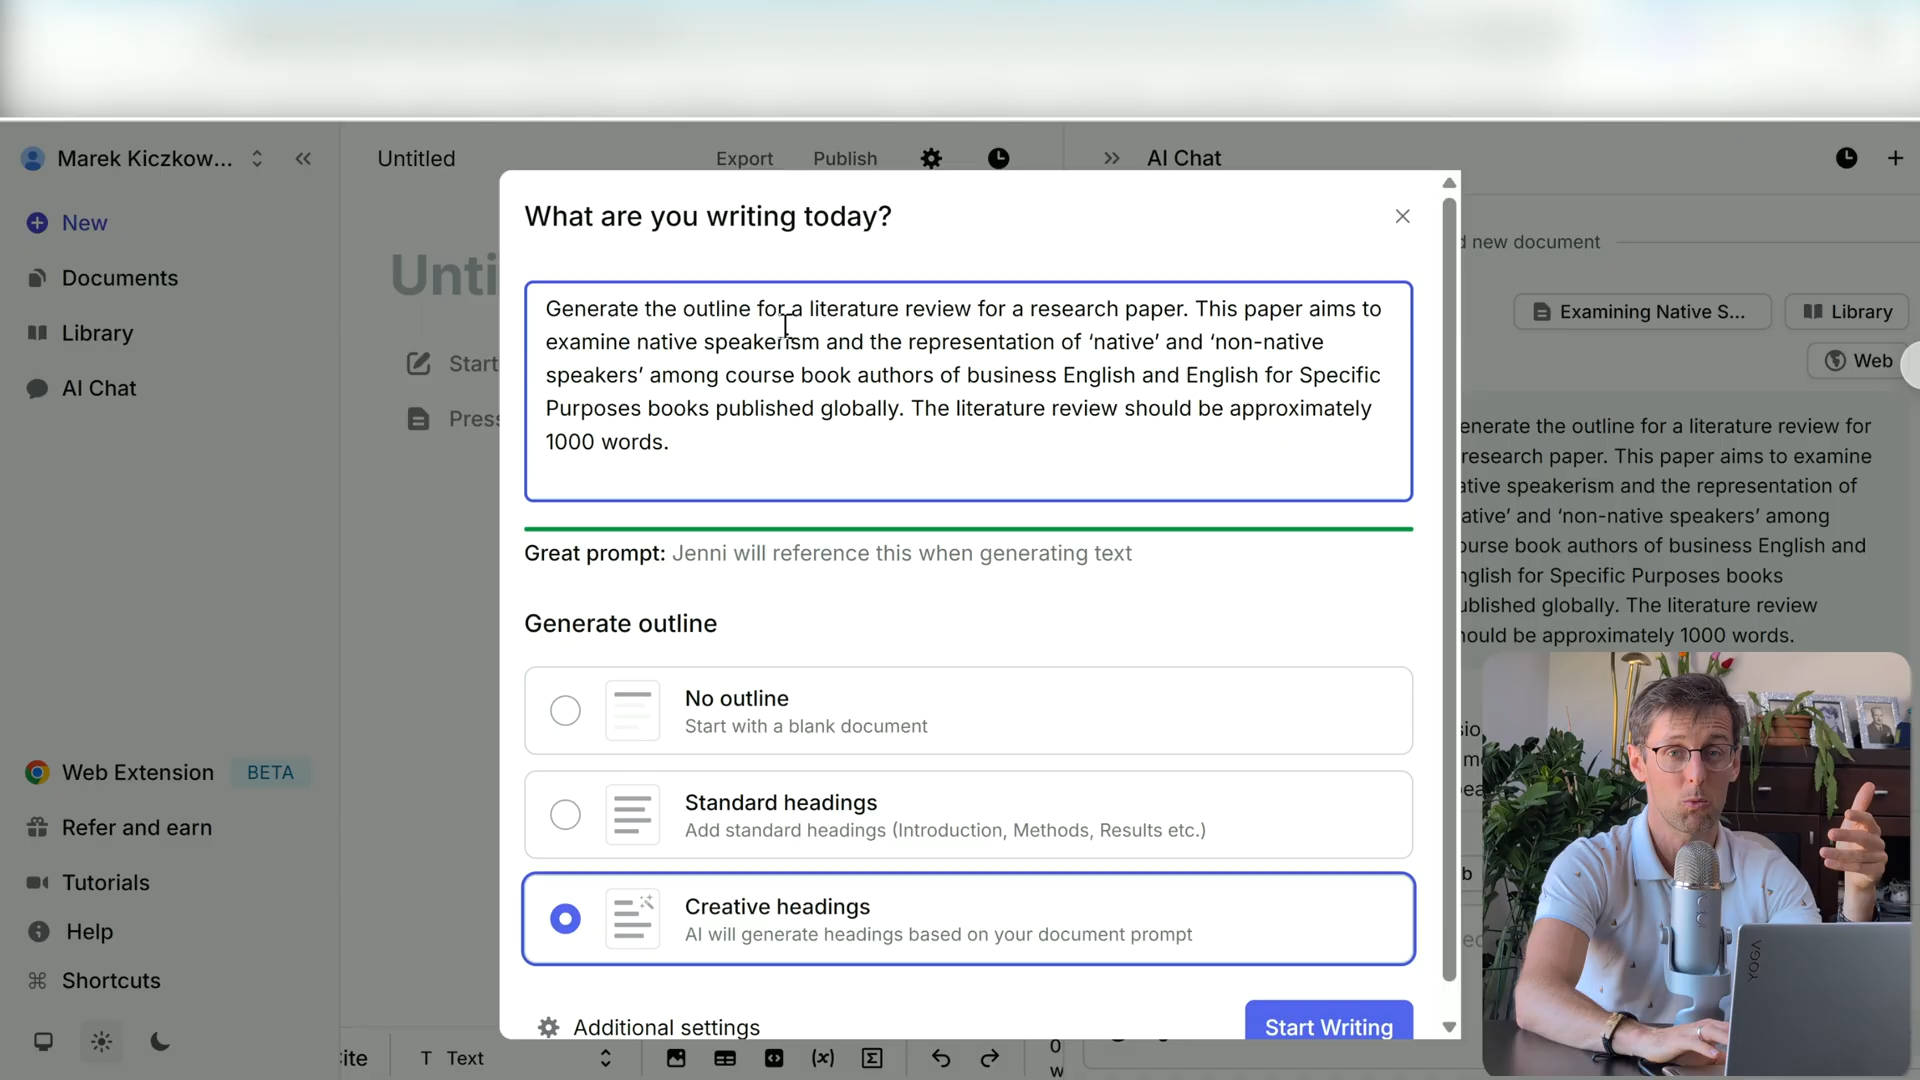 Marek Kiczkow...
New
Documents
Library
AI Chat
Web Extension BETA
Refer and earn
Tutorials
Help
Shortcuts
Untitled
Export
Publish
Unti
Start
Press
AI Chat
new document
Examining Native S...
Library
Web
enerate the outline for a literature review for
research paper. This paper aims to examine
ative speakerism and the representation of
ative’ and ‘non-native speakers’ among
ourse book authors of business English and
nglish for Specific Purposes books
ublished globally. The literature review
ould be approximately 1000 words.
What are you writing today?
Generate the outline for a literature review for a research paper. This paper aims to
examine native speakerism and the representation of ‘native’ and ‘non-native
speakers’ among course book authors of business English and English for Specific
Purposes books published globally. The literature review should be approximately
1000 words.
Great prompt: Jenni will reference this when generating text
Generate outline
No outline
Start with a blank document
Standard headings
Add standard headings (Introduction, Methods, Results etc.)
Creative headings
AI will generate headings based on your document prompt
Additional settings
Start Writing
ite
T Text
(x)
0
w
YOGA